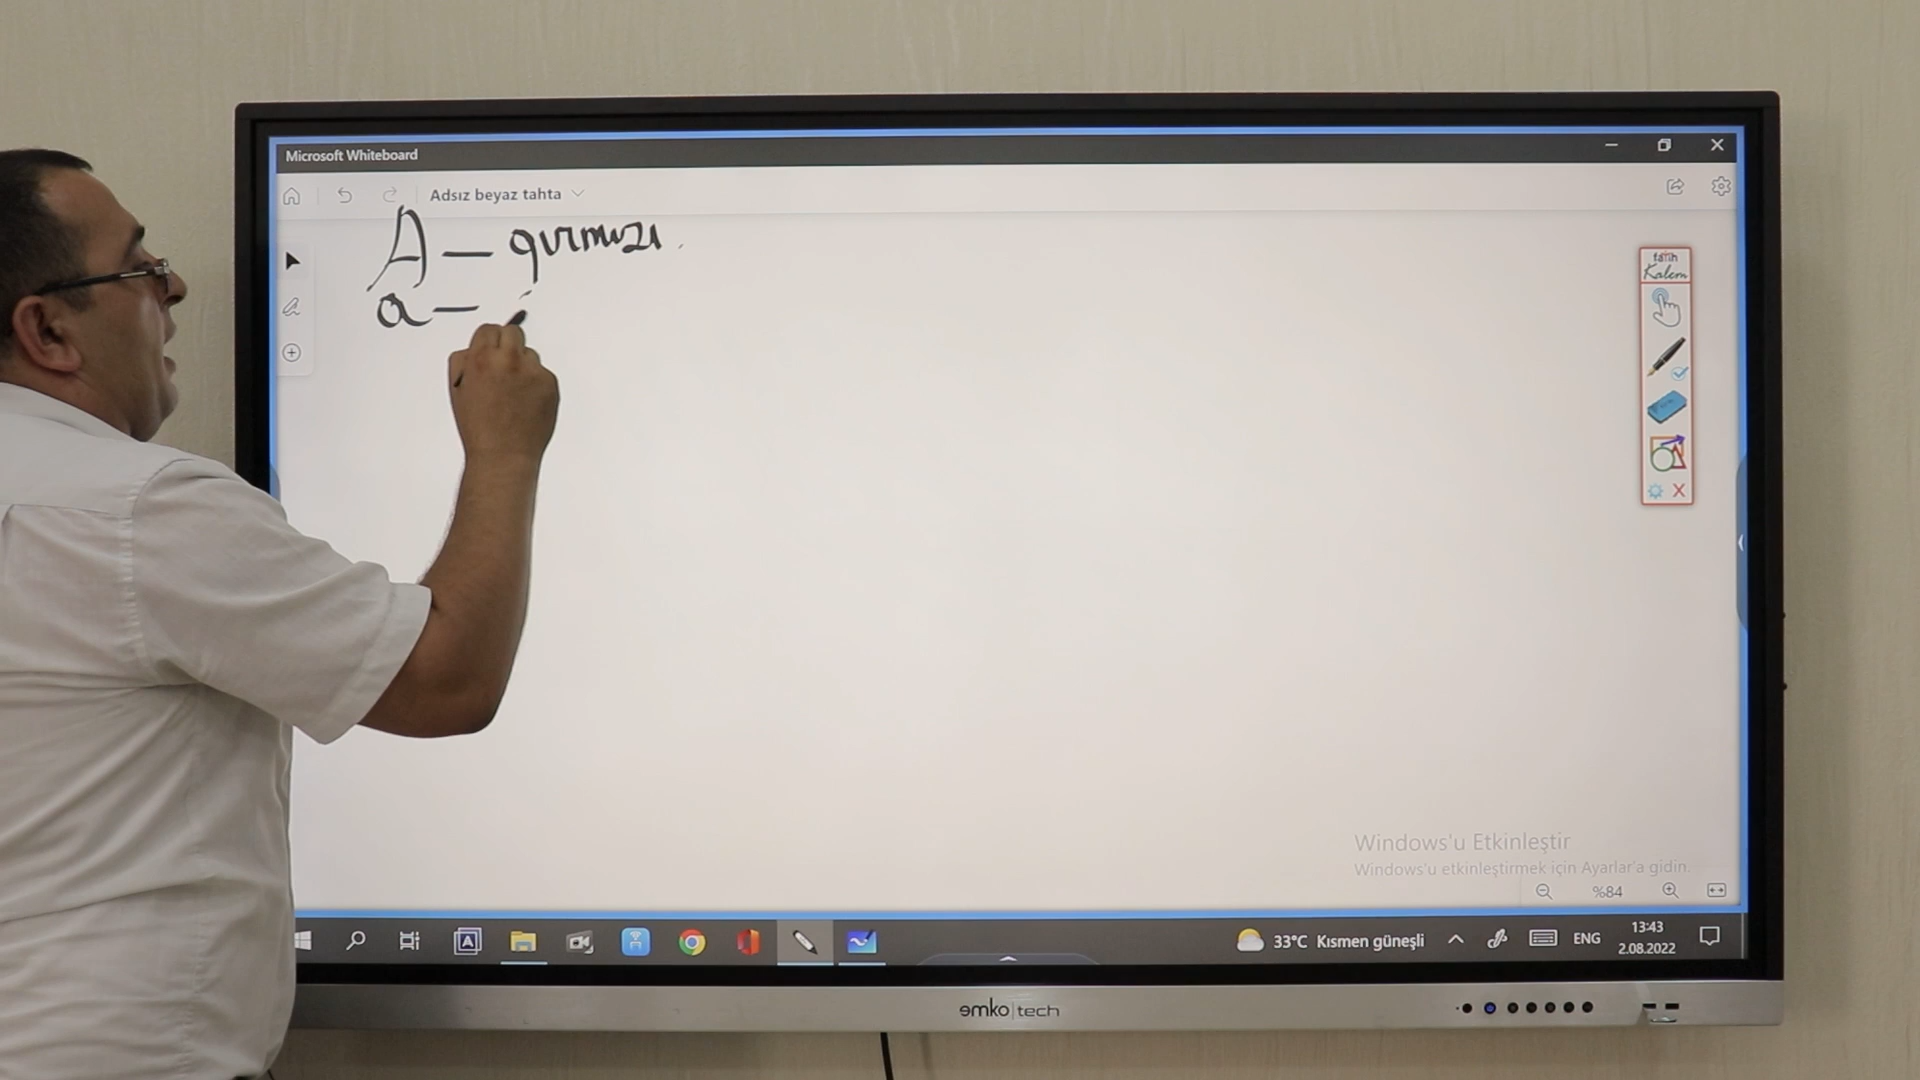 Microsoft Whiteboard
Adsız beyaz tahta
A — qırmızı.
a —
fatih
Kalem
Windows'u Etkinleştir
Windows'u etkinleştirmek için Ayarlar'a gidin.
%84
33°C Kısmen güneşli
ENG
13:43
2.08.2022
emko|tech